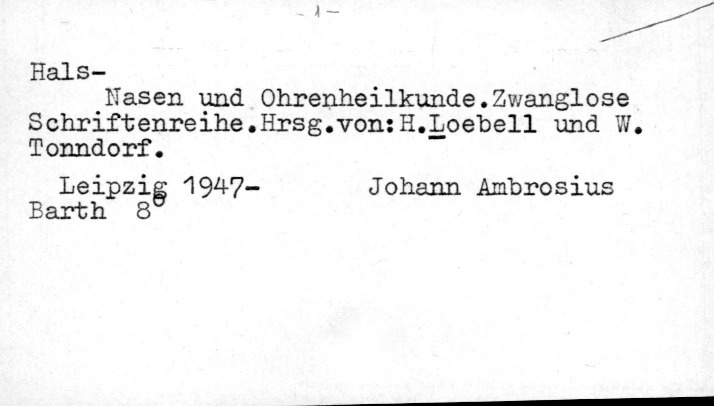 - 1 -
Hals-
Nasen und Ohrenheilkunde.Zwanglose
Schriftenreihe.Hrsg.von:H.Loebell und W.
Tonndorf.
Leipzig 1947- Johann Ambrosius
Barth 8°